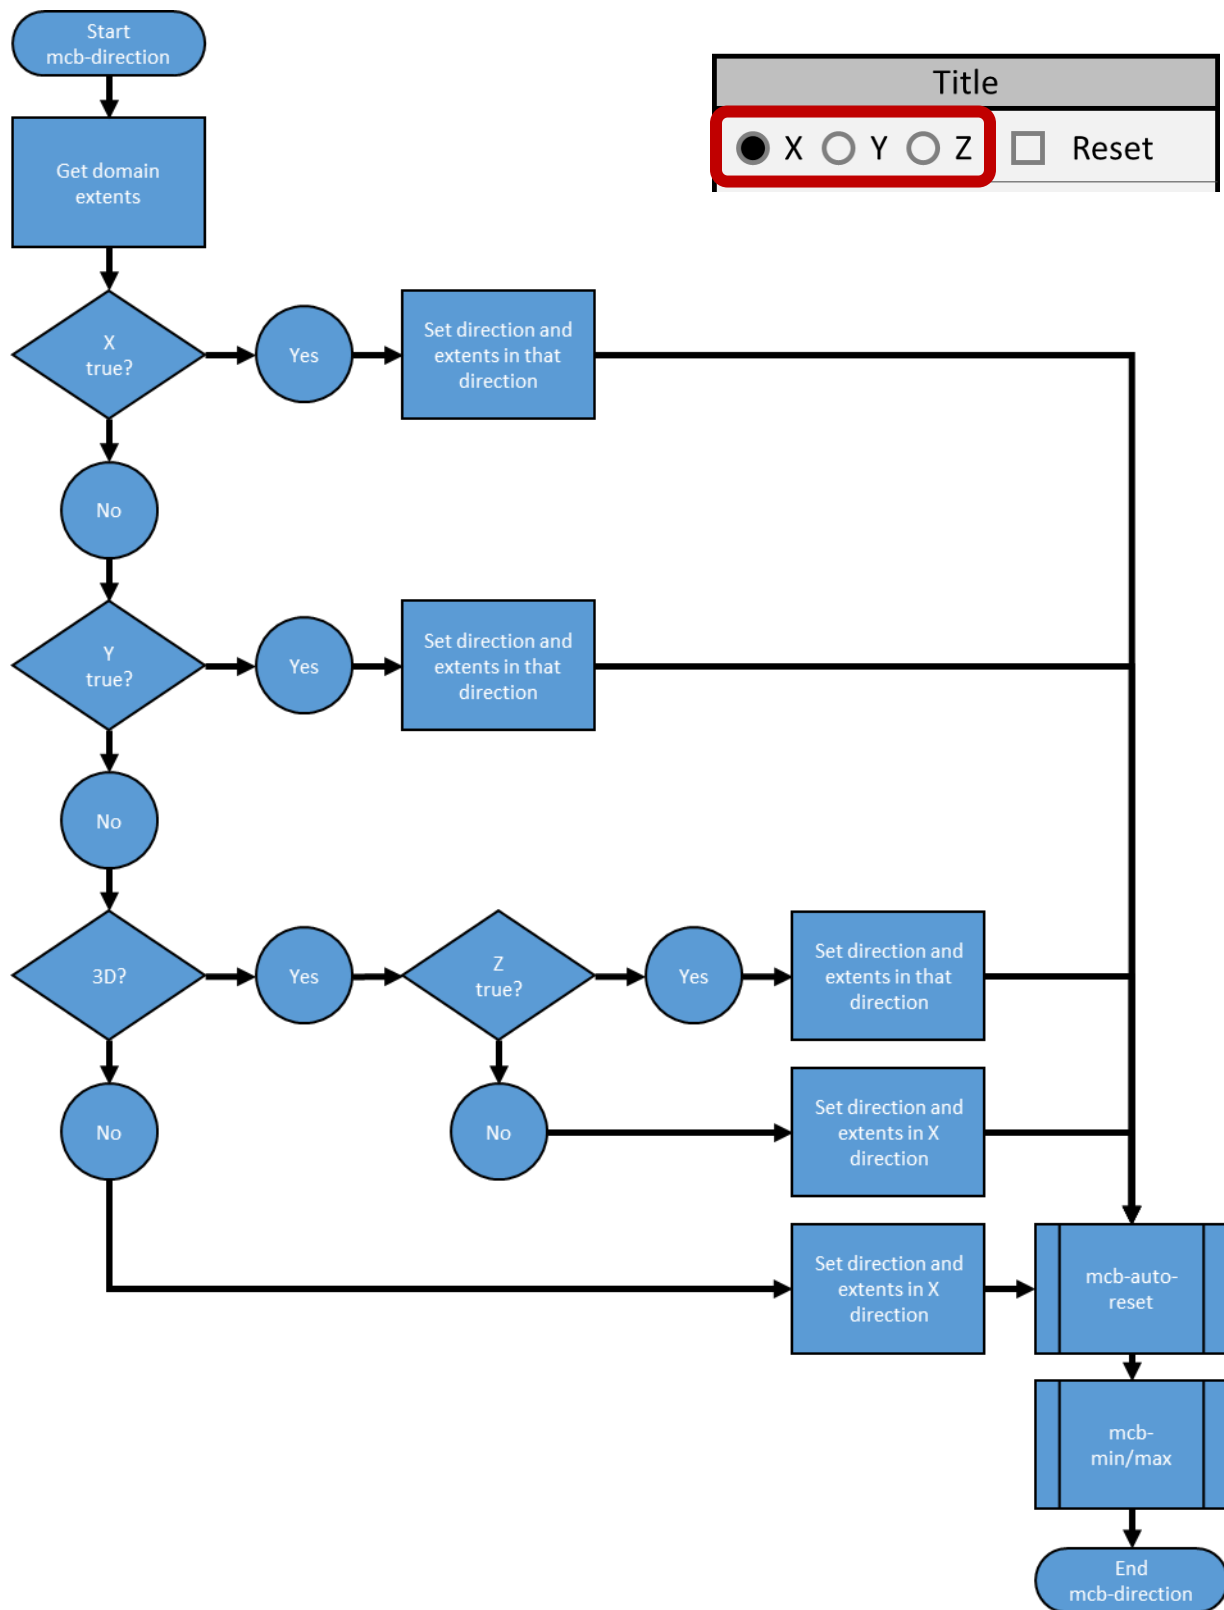 Start
mcb-direction
Title
X Y Z Reset
Get domain
extents
X
true?
Yes
Set direction and
extents in that
direction
No
Y
true?
Yes
Set direction and
extents in that
direction
No
3D?
Yes
Z
true?
Yes
Set direction and
extents in that
direction
No
No
Set direction and
extents in X
direction
Set direction and
extents in X
direction
mcb-auto-
reset
mcb-
min/max
End
mcb-direction